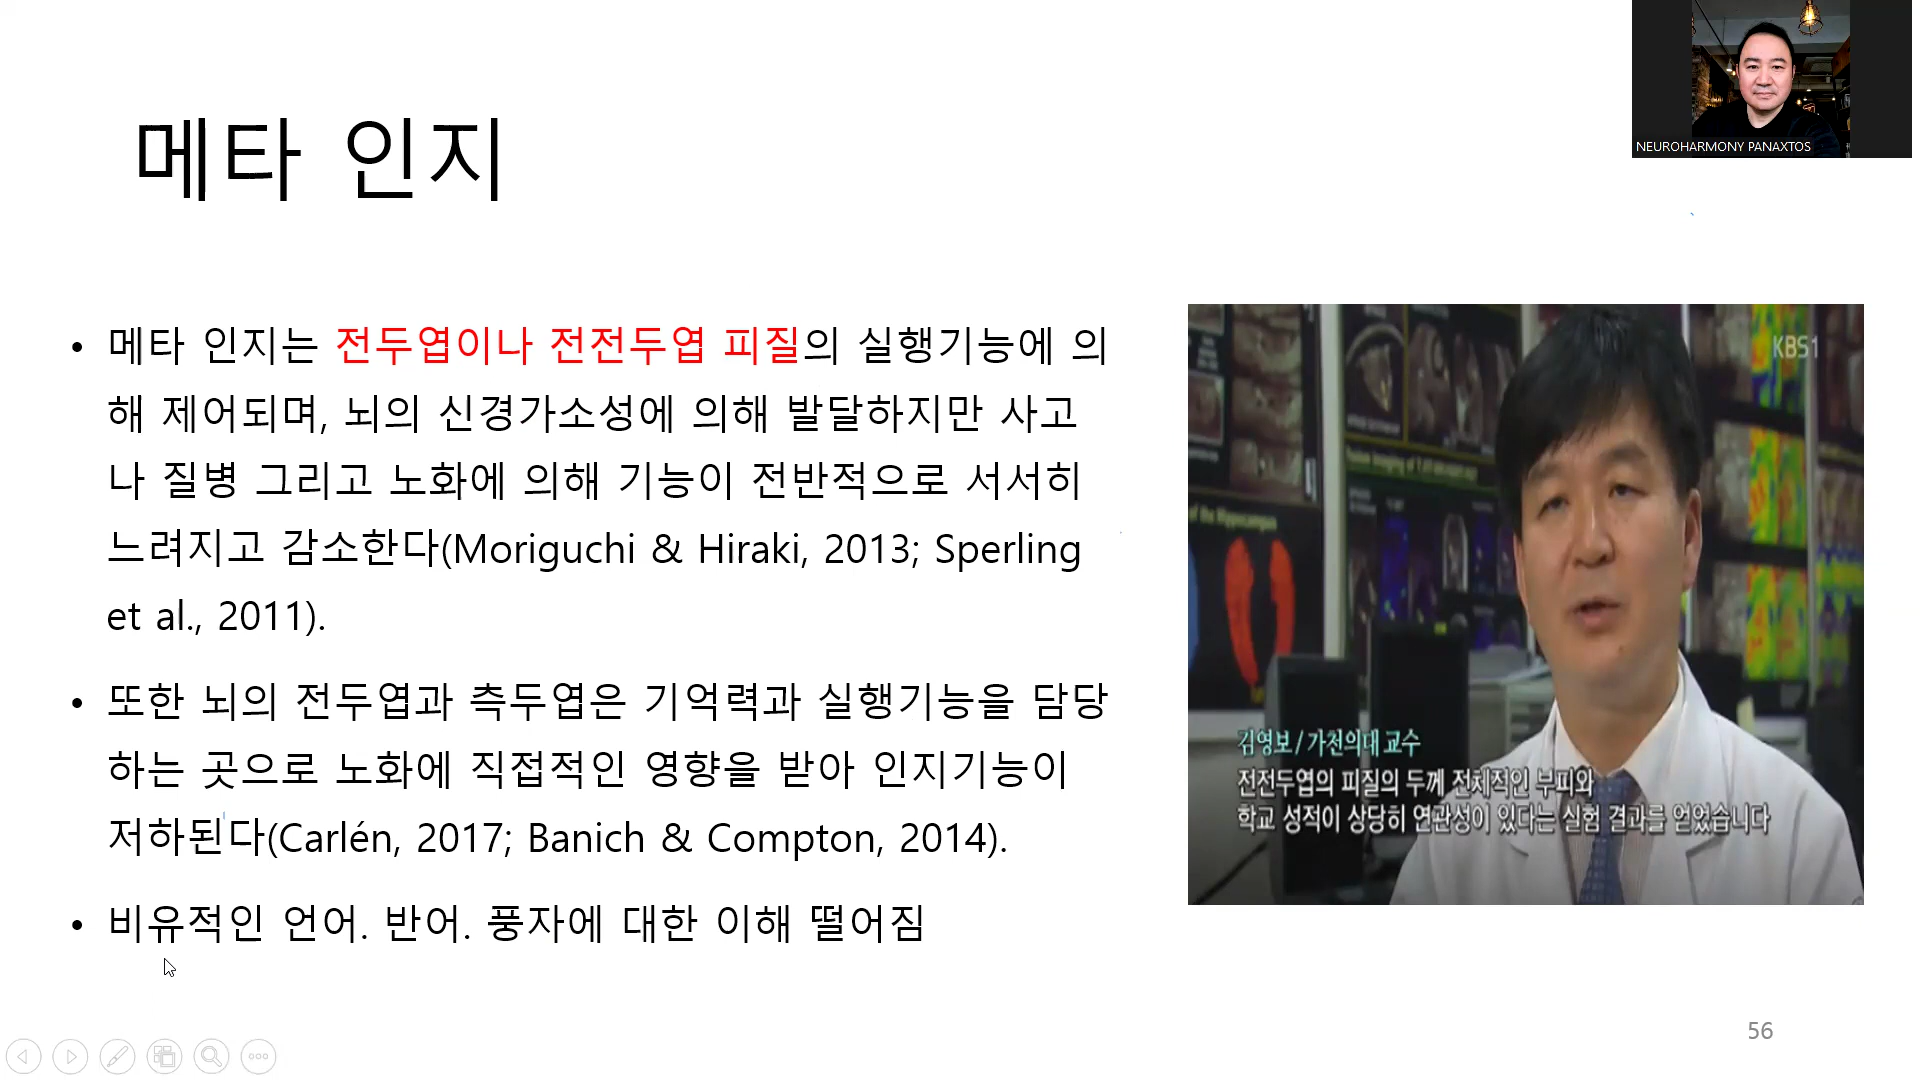 NEUROHARMONY PANAXTOS
메타 인지
• 메타 인지는 전두엽이나 전전두엽 피질의 실행기능에 의
해 제어되며, 뇌의 신경가소성에 의해 발달하지만 사고
나 질병 그리고 노화에 의해 기능이 전반적으로 서서히
느려지고 감소한다(Moriguchi & Hiraki, 2013; Sperling
et al., 2011).
• 또한 뇌의 전두엽과 측두엽은 기억력과 실행기능을 담당
하는 곳으로 노화에 직접적인 영향을 받아 인지기능이
저하된다(Carlén, 2017; Banich & Compton, 2014).
• 비유적인 언어. 반어. 풍자에 대한 이해 떨어짐
KBS1
of the Hippocampus
김영보/가천의대 교수
전전두엽의 피질의 두께 전체적인 부피와
학교 성적이 상당히 연관성이 있다는 실험 결과를 얻었습니다
56